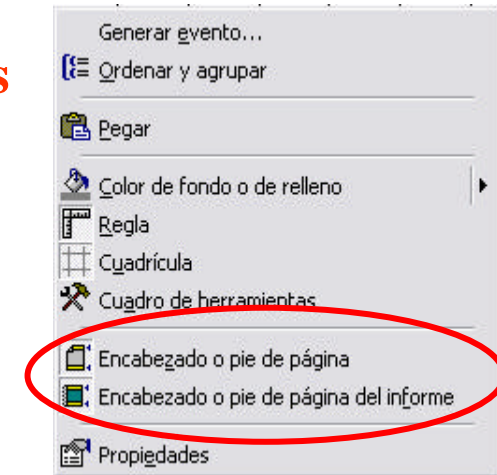 Generar evento...
s
Ordenar y agrupar
Pegar
Color de fondo o de relleno
Regla
Cuadrícula
Cuadro de herramientas
Encabezado o pie de página
Encabezado o pie de página del informe
Propiedades